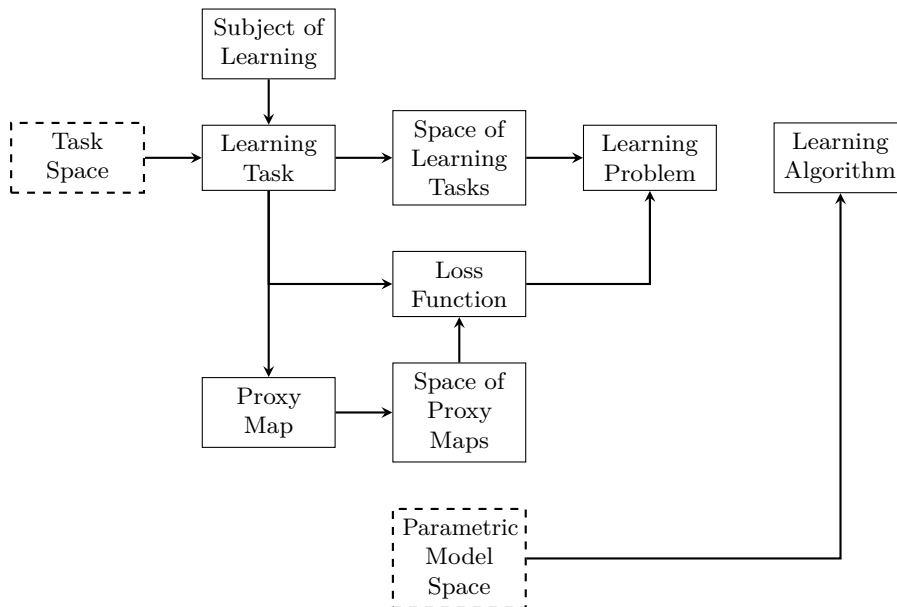 Subject of
Learning
Task
Space
Learning
Task
Space of
Learning
Tasks
Learning
Problem
Learning
Algorithm
Loss
Function
Proxy
Map
Space of
Proxy
Maps
Parametric
Model
Space